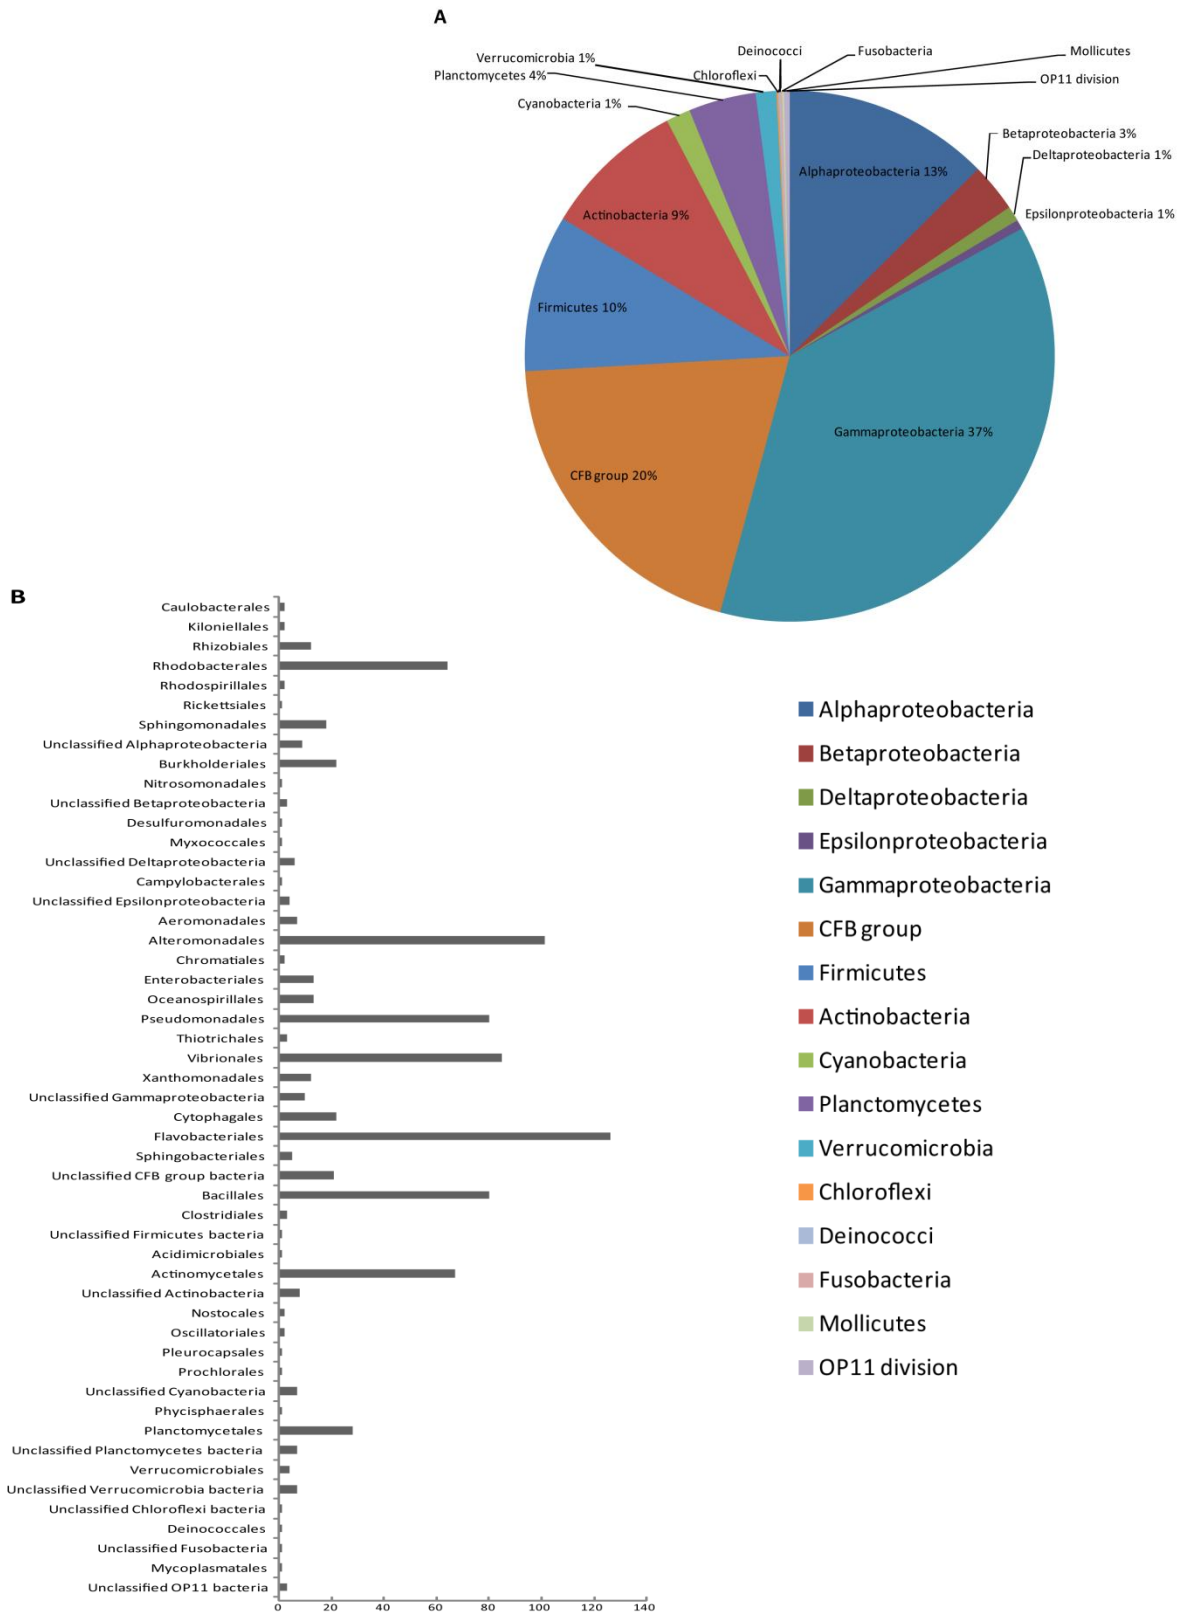 A
Deinococci
Fusobacteria
Mollicutes
Verrucomicrobia 1%
Planctomycetes 4%
Chloroflexi
OP11 division
Cyanobacteria 1%
Betaproteobacteria 3%
Deltaproteobacteria 1%
Alphaproteobacteria 13%
Actinobacteria 9%
Epsilonproteobacteria 1%
Firmicutes 10%
Gammaproteobacteria 37%
CFB group 20%
B
Caulobacterales
Kiloniellales
Rhizobiales
Rhodobacterales
Rhodospirillales
Rickettsiales
Sphingomonadales
Unclassified Alphaproteobacteria
Burkholderiales
Nitrosomonadales
Unclassified Betaproteobacteria
Desulfuromonadales
Myxococcales
Unclassified Deltaproteobacteria
Campylobacterales
Unclassified Epsilonproteobacteria
Aeromonadales
Alteromonadales
Chromatiales
Enterobacteriales
Oceanospirillales
Pseudomonadales
Thiotrichales
Vibrionales
Xanthomonadales
Unclassified Gammaproteobacteria
Cytophagales
Flavobacteriales
Sphingobacteriales
Unclassified CFB group bacteria
Bacillales
Clostridiales
Unclassified Firmicutes bacteria
Acidimicrobiales
Actinomycetales
Unclassified Actinobacteria
Nostocales
Oscillatoriales
Pleurocapsales
Prochlorales
Unclassified Cyanobacteria
Phycisphaerales
Planctomycetales
Unclassified Planctomycetes bacteria
Verrucomicrobiales
Unclassified Verrucomicrobia bacteria
Unclassified Chloroflexi bacteria
Deinococcales
Unclassified Fusobacteria
Mycoplasmatales
Unclassified OP11 bacteria
0 20 40 60 80 100 120 140
Alphaproteobacteria
Betaproteobacteria
Deltaproteobacteria
Epsilonproteobacteria
Gammaproteobacteria
CFB group
Firmicutes
Actinobacteria
Cyanobacteria
Planctomycetes
Verrucomicrobia
Chloroflexi
Deinococci
Fusobacteria
Mollicutes
OP11 division